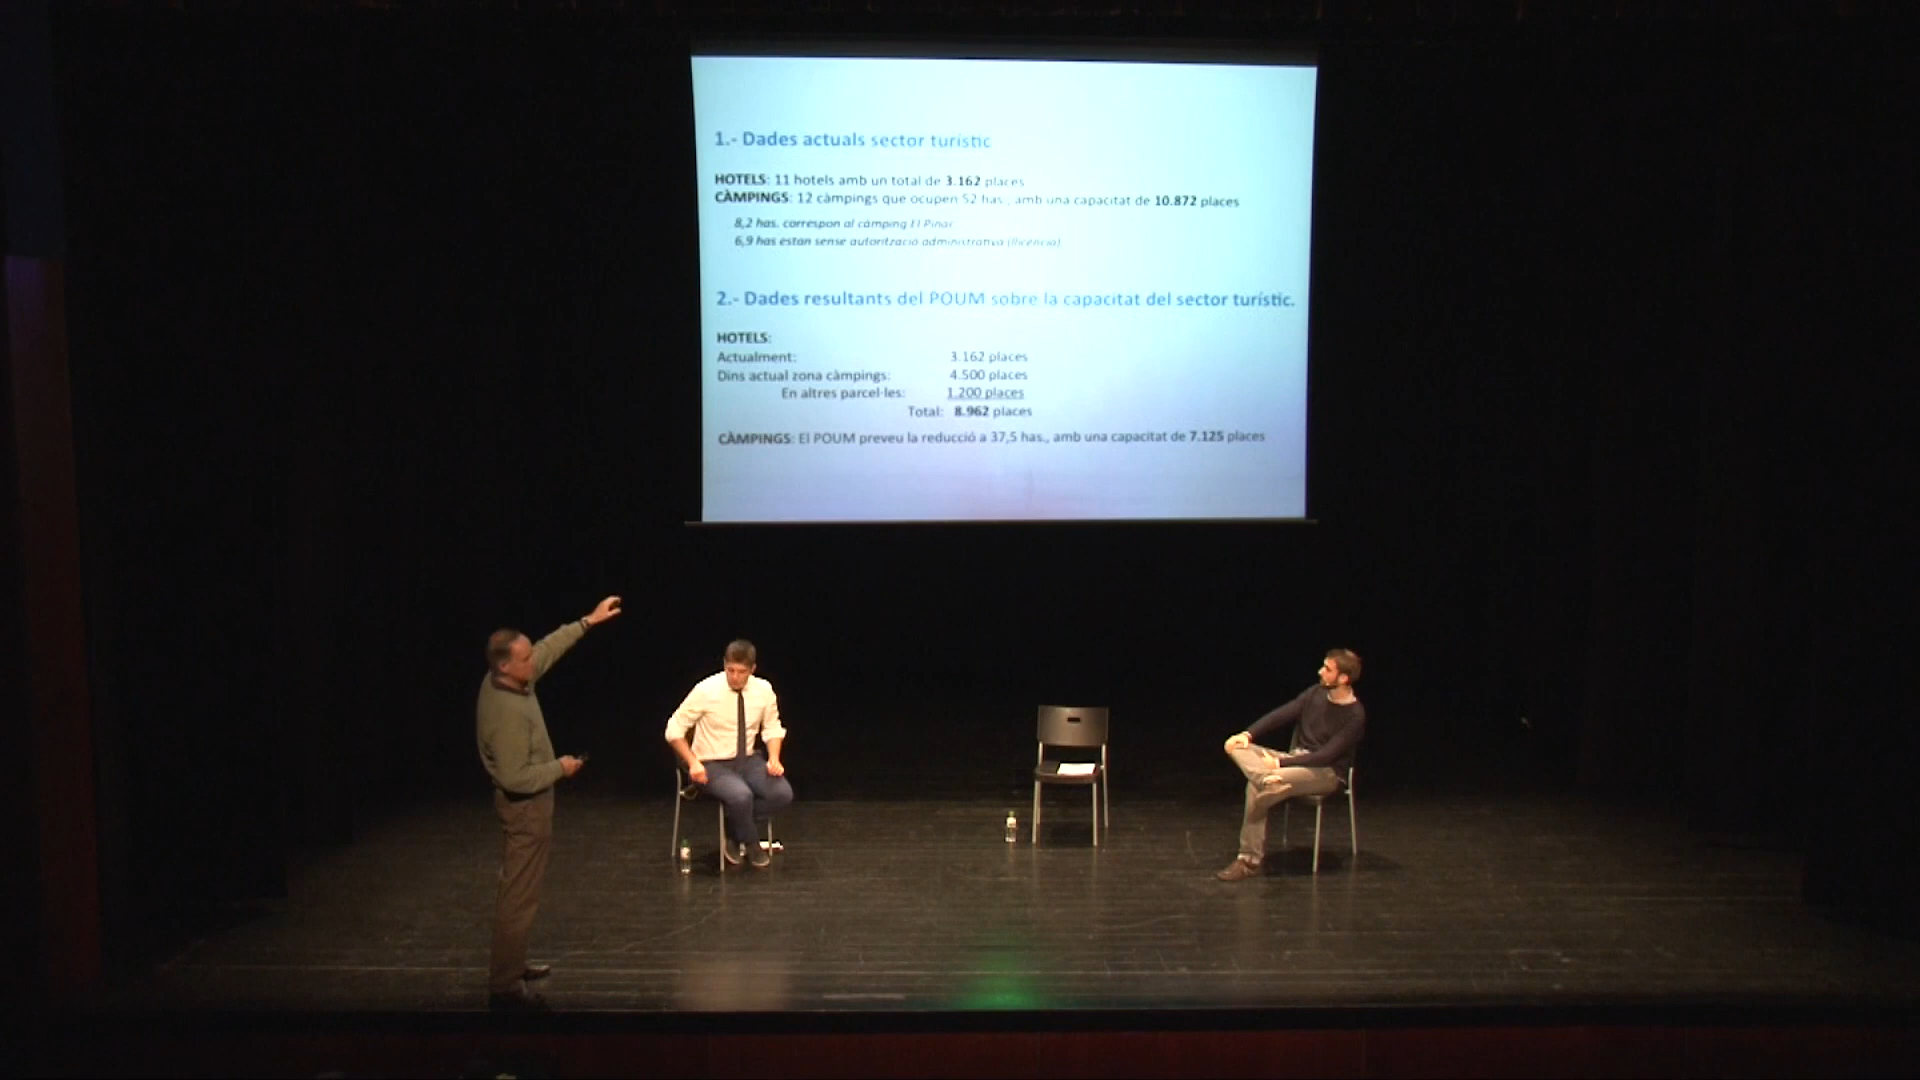 1.- Dades actuals sector turístic
HOTELS: 11 hotels amb un total de 3.162 places
CÀMPINGS: 12 càmpings que ocupen 52 has., amb una capacitat de 10.872 places
8,2 has. correspon al càmping El Pinar
6,9 has estan sense autorització administrativa (llicència)
2.- Dades resultants del POUM sobre la capacitat del sector turístic.
HOTELS:
Actualment: 3.162 places
Dins actual zona càmpings: 4.500 places
En altres parcel·les: 1.200 places
Total: 8.962 places
CÀMPINGS: El POUM preveu la reducció a 37,5 has., amb una capacitat de 7.125 places